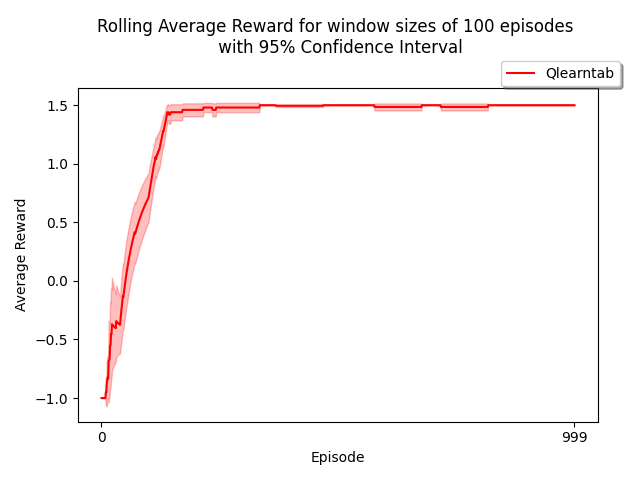 Rolling Average Reward for window sizes of 100 episodes
with 95% Confidence Interval
Qlearntab
1.5
1.0
0.5
0.0
−0.5
−1.0
Average Reward
0
999
Episode